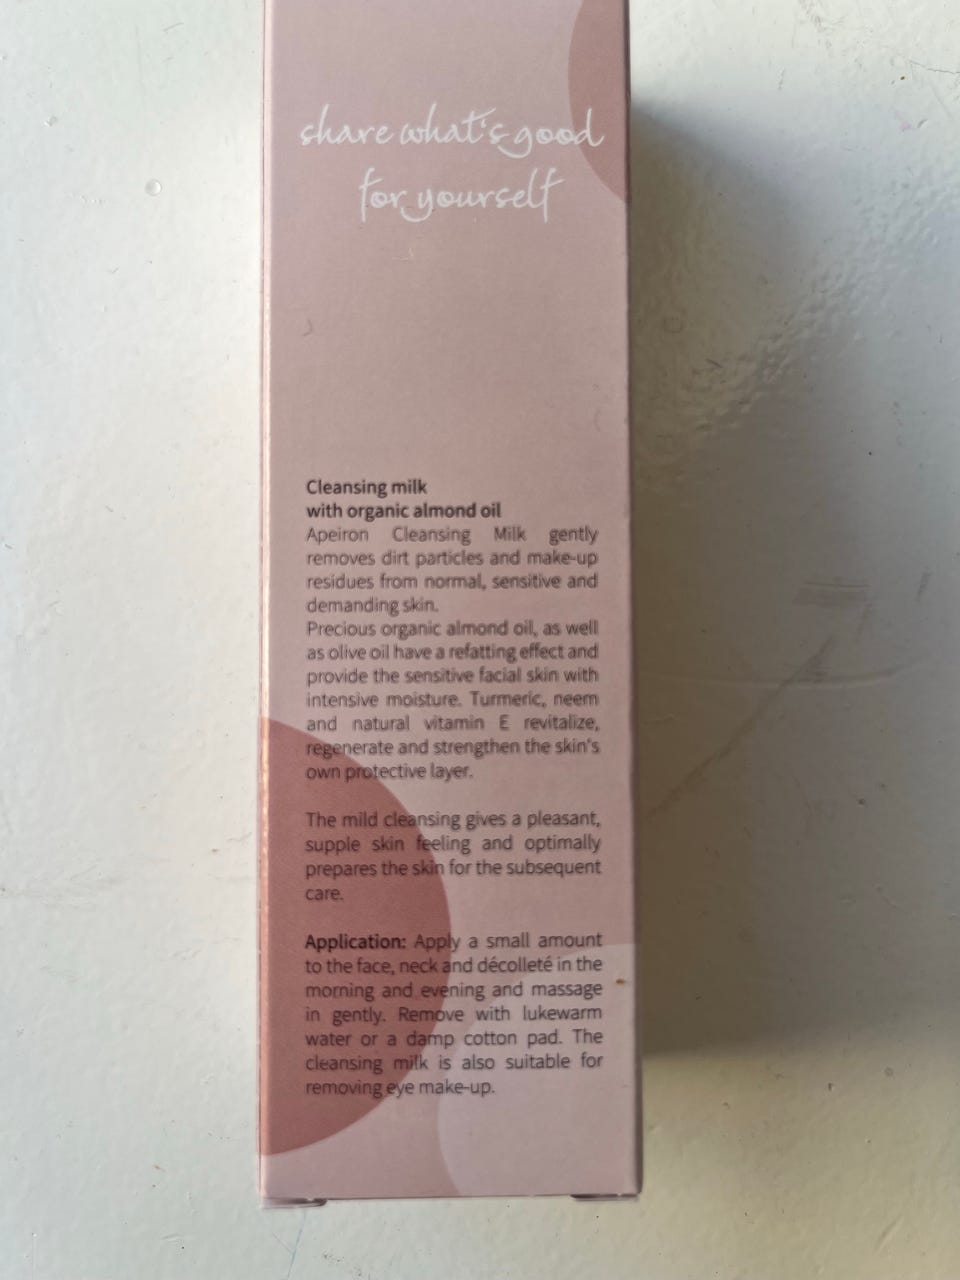 share what's good
for yourself
Cleansing milk
with organic almond oil
Apeiron Cleansing Milk gently
removes dirt particles and make-up
residues from normal, sensitive and
demanding skin.
Precious organic almond oil, as well
as olive oil have a refatting effect and
provide the sensitive facial skin with
intensive moisture. Turmeric, neem
and natural vitamin E revitalize,
regenerate and strengthen the skin's
own protective layer.
The mild cleansing gives a pleasant,
supple skin feeling and optimally
prepares the skin for the subsequent
care.
Application: Apply a small amount
to the face, neck and décolleté in the
morning and evening and massage
in gently. Remove with lukewarm
water or a damp cotton pad. The
cleansing milk is also suitable for
removing eye make-up.